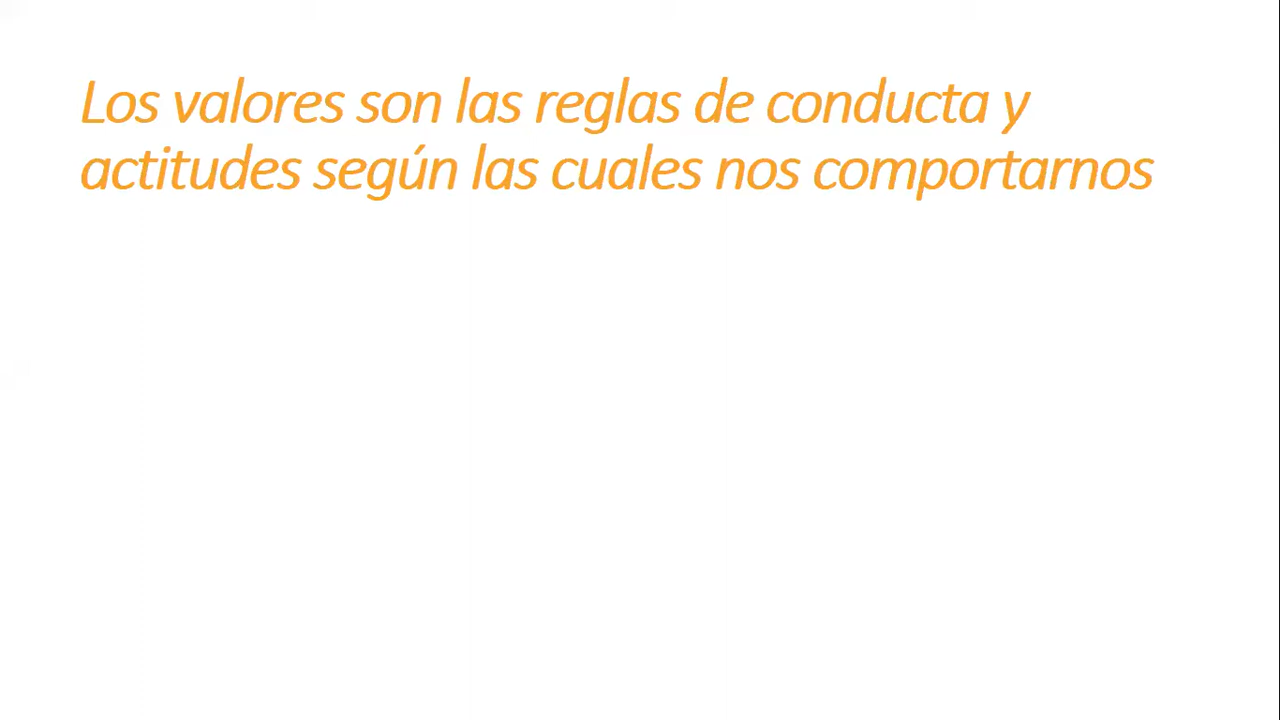 Los valores son las reglas de conducta y
actitudes según las cuales nos comportarnos